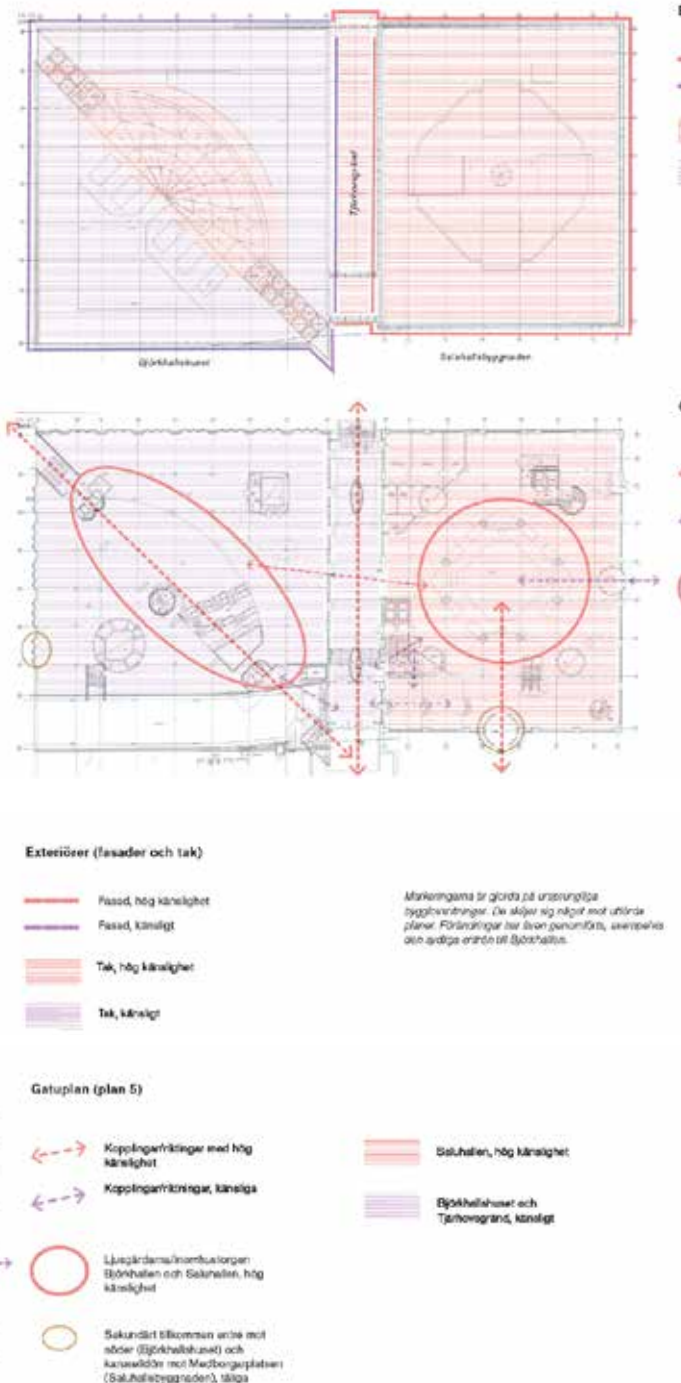 Tjärhovsgränd
Björkhallshuset
Saluhallsbyggnaden
Exteriörer (fasader och tak)
Fasad, hög känslighet
Fasad, känsligt
Tak, hög känslighet
Tak, känsligt
Markeringarna är gjorda på ursprungliga
bygglovsritningar. De skiljer sig något mot utförda
planer. Förändringar har även genomförts, exempelvis
den sydliga entrén till Björkhallen.
Gatuplan (plan 5)
Kopplingar/riktingar med hög
känslighet
Kopplingar/riktningar, känsliga
Ljusgårdarna/inomhustorgen
Björkhallen och Saluhallen, hög
känslighet
Sekundärt tillkommen entré mot
söder (Björkhallshuset) och
karuselldörr mot Medborgarplatsen
(Saluhallsbyggnaden), tåliga
Saluhallen, hög känslighet
Björkhallshuset och
Tjärhovsgränd, känsligt